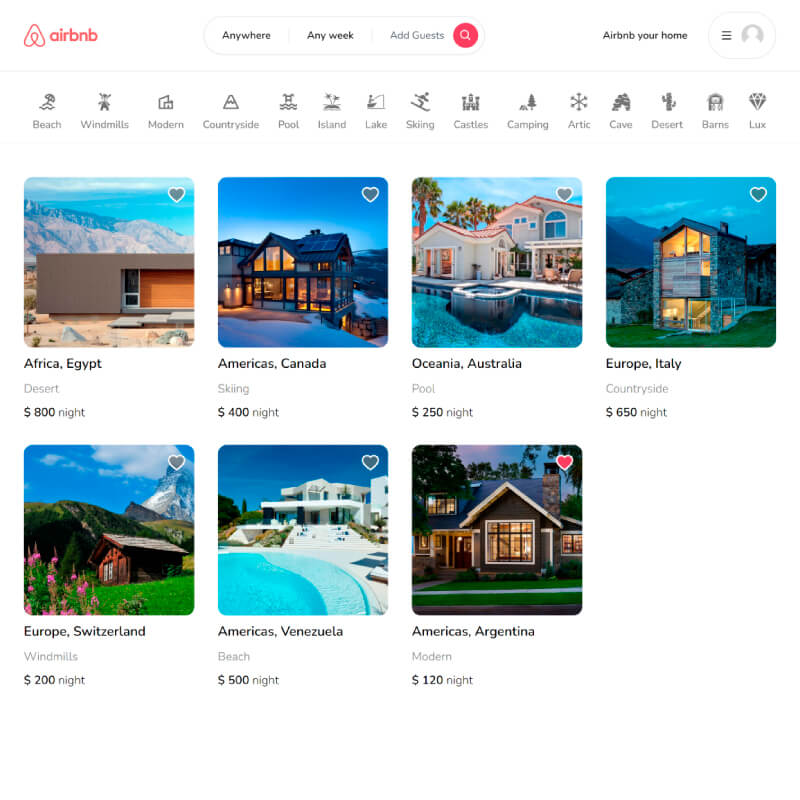 airbnb
Anywhere Any week Add Guests
Airbnb your home
Beach Windmills Modern Countryside Pool Island Lake Skiing Castles Camping Artic Cave Desert Barns Lux
Africa, Egypt
Desert
$ 800 night
Americas, Canada
Skiing
$ 400 night
Oceania, Australia
Pool
$ 250 night
Europe, Italy
Countryside
$ 650 night
Europe, Switzerland
Windmills
$ 200 night
Americas, Venezuela
Beach
$ 500 night
Americas, Argentina
Modern
$ 120 night